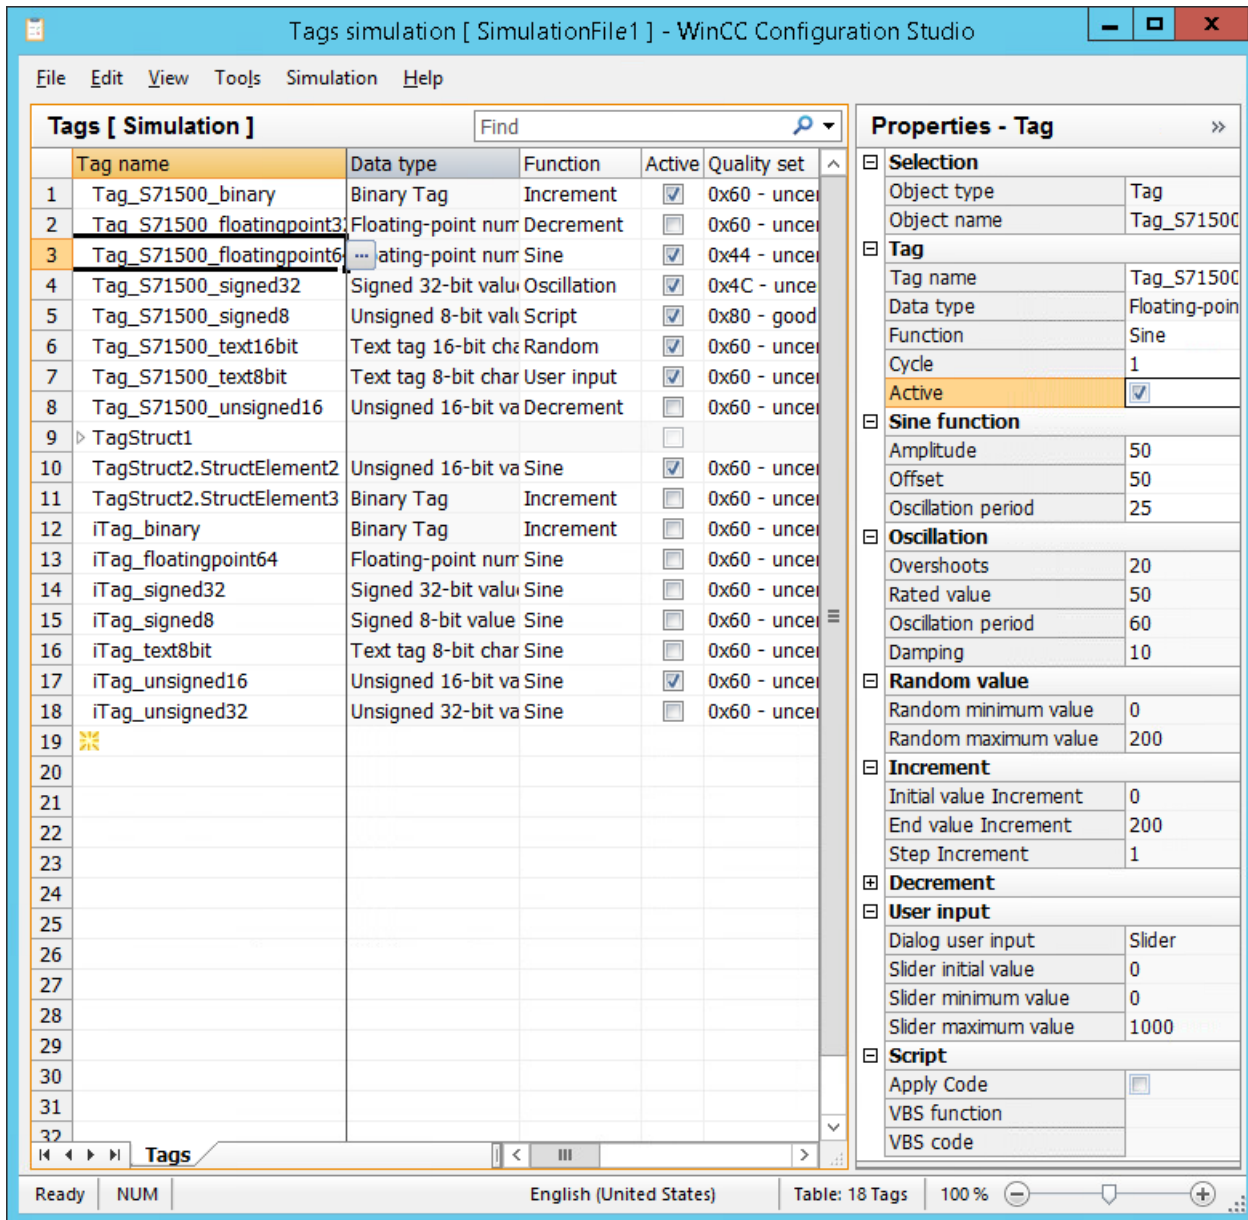 Tags simulation [ SimulationFile1 ] - WinCC Configuration Studio
File Edit View Tools Simulation Help
Tags [ Simulation ]
Find
Tag name Data type Function Active Quality set
1 Tag_S71500_binary Binary Tag Increment 0x60 - uncer
2 Tag_S71500_floatingpoint32 Floating-point num Decrement 0x60 - uncer
3 Tag_S71500_floatingpoint6 ... ating-point num Sine 0x44 - uncer
4 Tag_S71500_signed32 Signed 32-bit valu Oscillation 0x4C - unce
5 Tag_S71500_signed8 Unsigned 8-bit valu Script 0x80 - good
6 Tag_S71500_text16bit Text tag 16-bit cha Random 0x60 - uncer
7 Tag_S71500_text8bit Text tag 8-bit char User input 0x60 - uncer
8 Tag_S71500_unsigned16 Unsigned 16-bit va Decrement 0x60 - uncer
9 TagStruct1
10 TagStruct2.StructElement2 Unsigned 16-bit va Sine 0x60 - uncer
11 TagStruct2.StructElement3 Binary Tag Increment 0x60 - uncer
12 iTag_binary Binary Tag Increment 0x60 - uncer
13 iTag_floatingpoint64 Floating-point num Sine 0x60 - uncer
14 iTag_signed32 Signed 32-bit valu Sine 0x60 - uncer
15 iTag_signed8 Signed 8-bit value Sine 0x60 - uncer
16 iTag_text8bit Text tag 8-bit char Sine 0x60 - uncer
17 iTag_unsigned16 Unsigned 16-bit va Sine 0x60 - uncer
18 iTag_unsigned32 Unsigned 32-bit va Sine 0x60 - uncer
19
20
21
22
23
24
25
26
27
28
29
30
31
32
Tags
Properties - Tag »
Selection
Object type Tag
Object name Tag_S7150
Tag
Tag name Tag_S7150
Data type Floating-poin
Function Sine
Cycle 1
Active
Sine function
Amplitude 50
Offset 50
Oscillation period 25
Oscillation
Overshoots 20
Rated value 50
Oscillation period 60
Damping 10
Random value
Random minimum value 0
Random maximum value 200
Increment
Initial value Increment 0
End value Increment 200
Step Increment 1
Decrement
User input
Dialog user input Slider
Slider initial value 0
Slider minimum value 0
Slider maximum value 1000
Script
Apply Code
VBS function
VBS code
Ready NUM English (United States) Table: 18 Tags 100 %